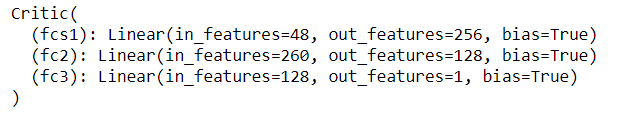 Critic(
  (fcs1): Linear(in_features=48, out_features=256, bias=True)
  (fc2): Linear(in_features=260, out_features=128, bias=True)
  (fc3): Linear(in_features=128, out_features=1, bias=True)
)